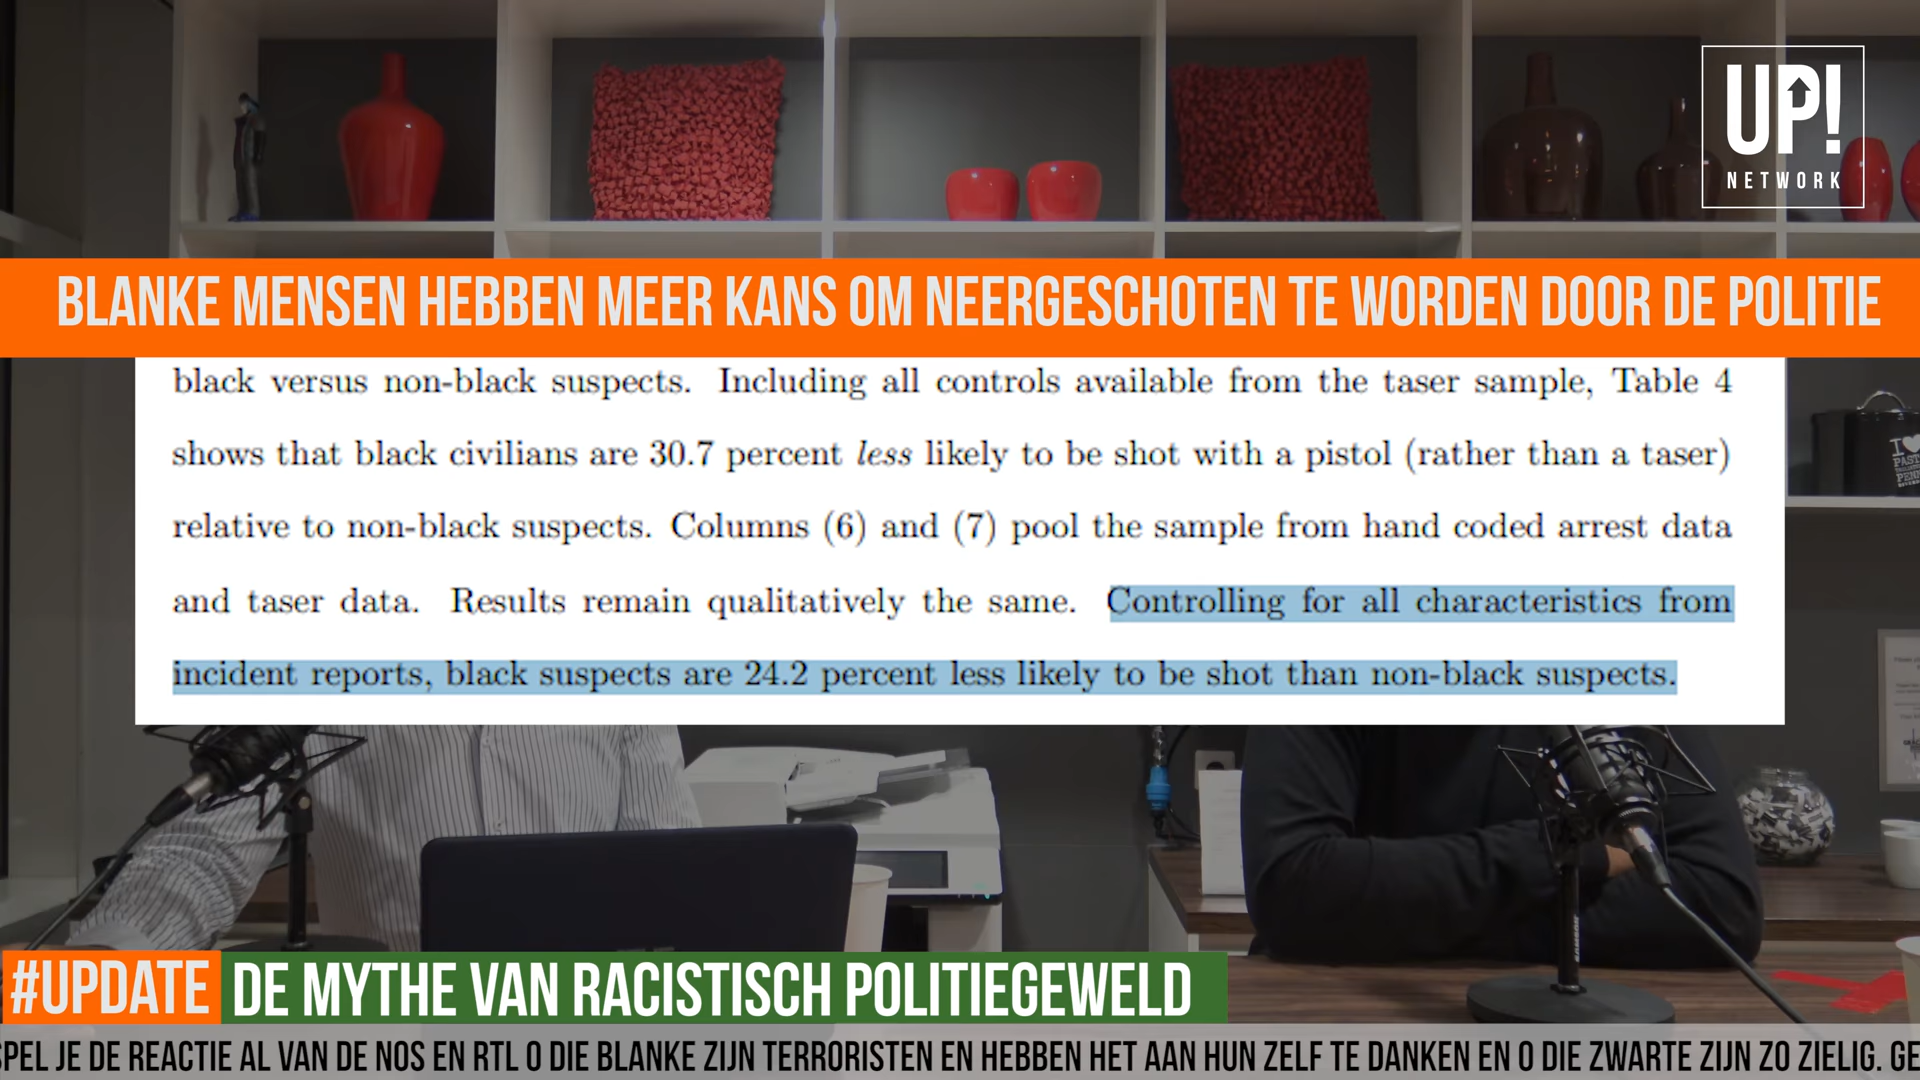 UP!
NETWORK
BLANKE MENSEN HEBBEN MEER KANS OM NEERGESCHOTEN TE WORDEN DOOR DE POLITIE
black versus non-black suspects. Including all controls available from the taser sample, Table 4
shows that black civilians are 30.7 percent less likely to be shot with a pistol (rather than a taser)
relative to non-black suspects. Columns (6) and (7) pool the sample from hand coded arrest data
and taser data. Results remain qualitatively the same. Controlling for all characteristics from
incident reports, black suspects are 24.2 percent less likely to be shot than non-black suspects.
I
SAMSON
#UPDATE DE MYTHE VAN RACISTISCH POLITIEGEWELD
SPEL JE DE REACTIE AL VAN DE NOS EN RTL O DIE BLANKE ZIJN TERRORISTEN EN HEBBEN HET AAN HUN ZELF TE DANKEN EN O DIE ZWARTE ZIJN ZO ZIELIG. GE